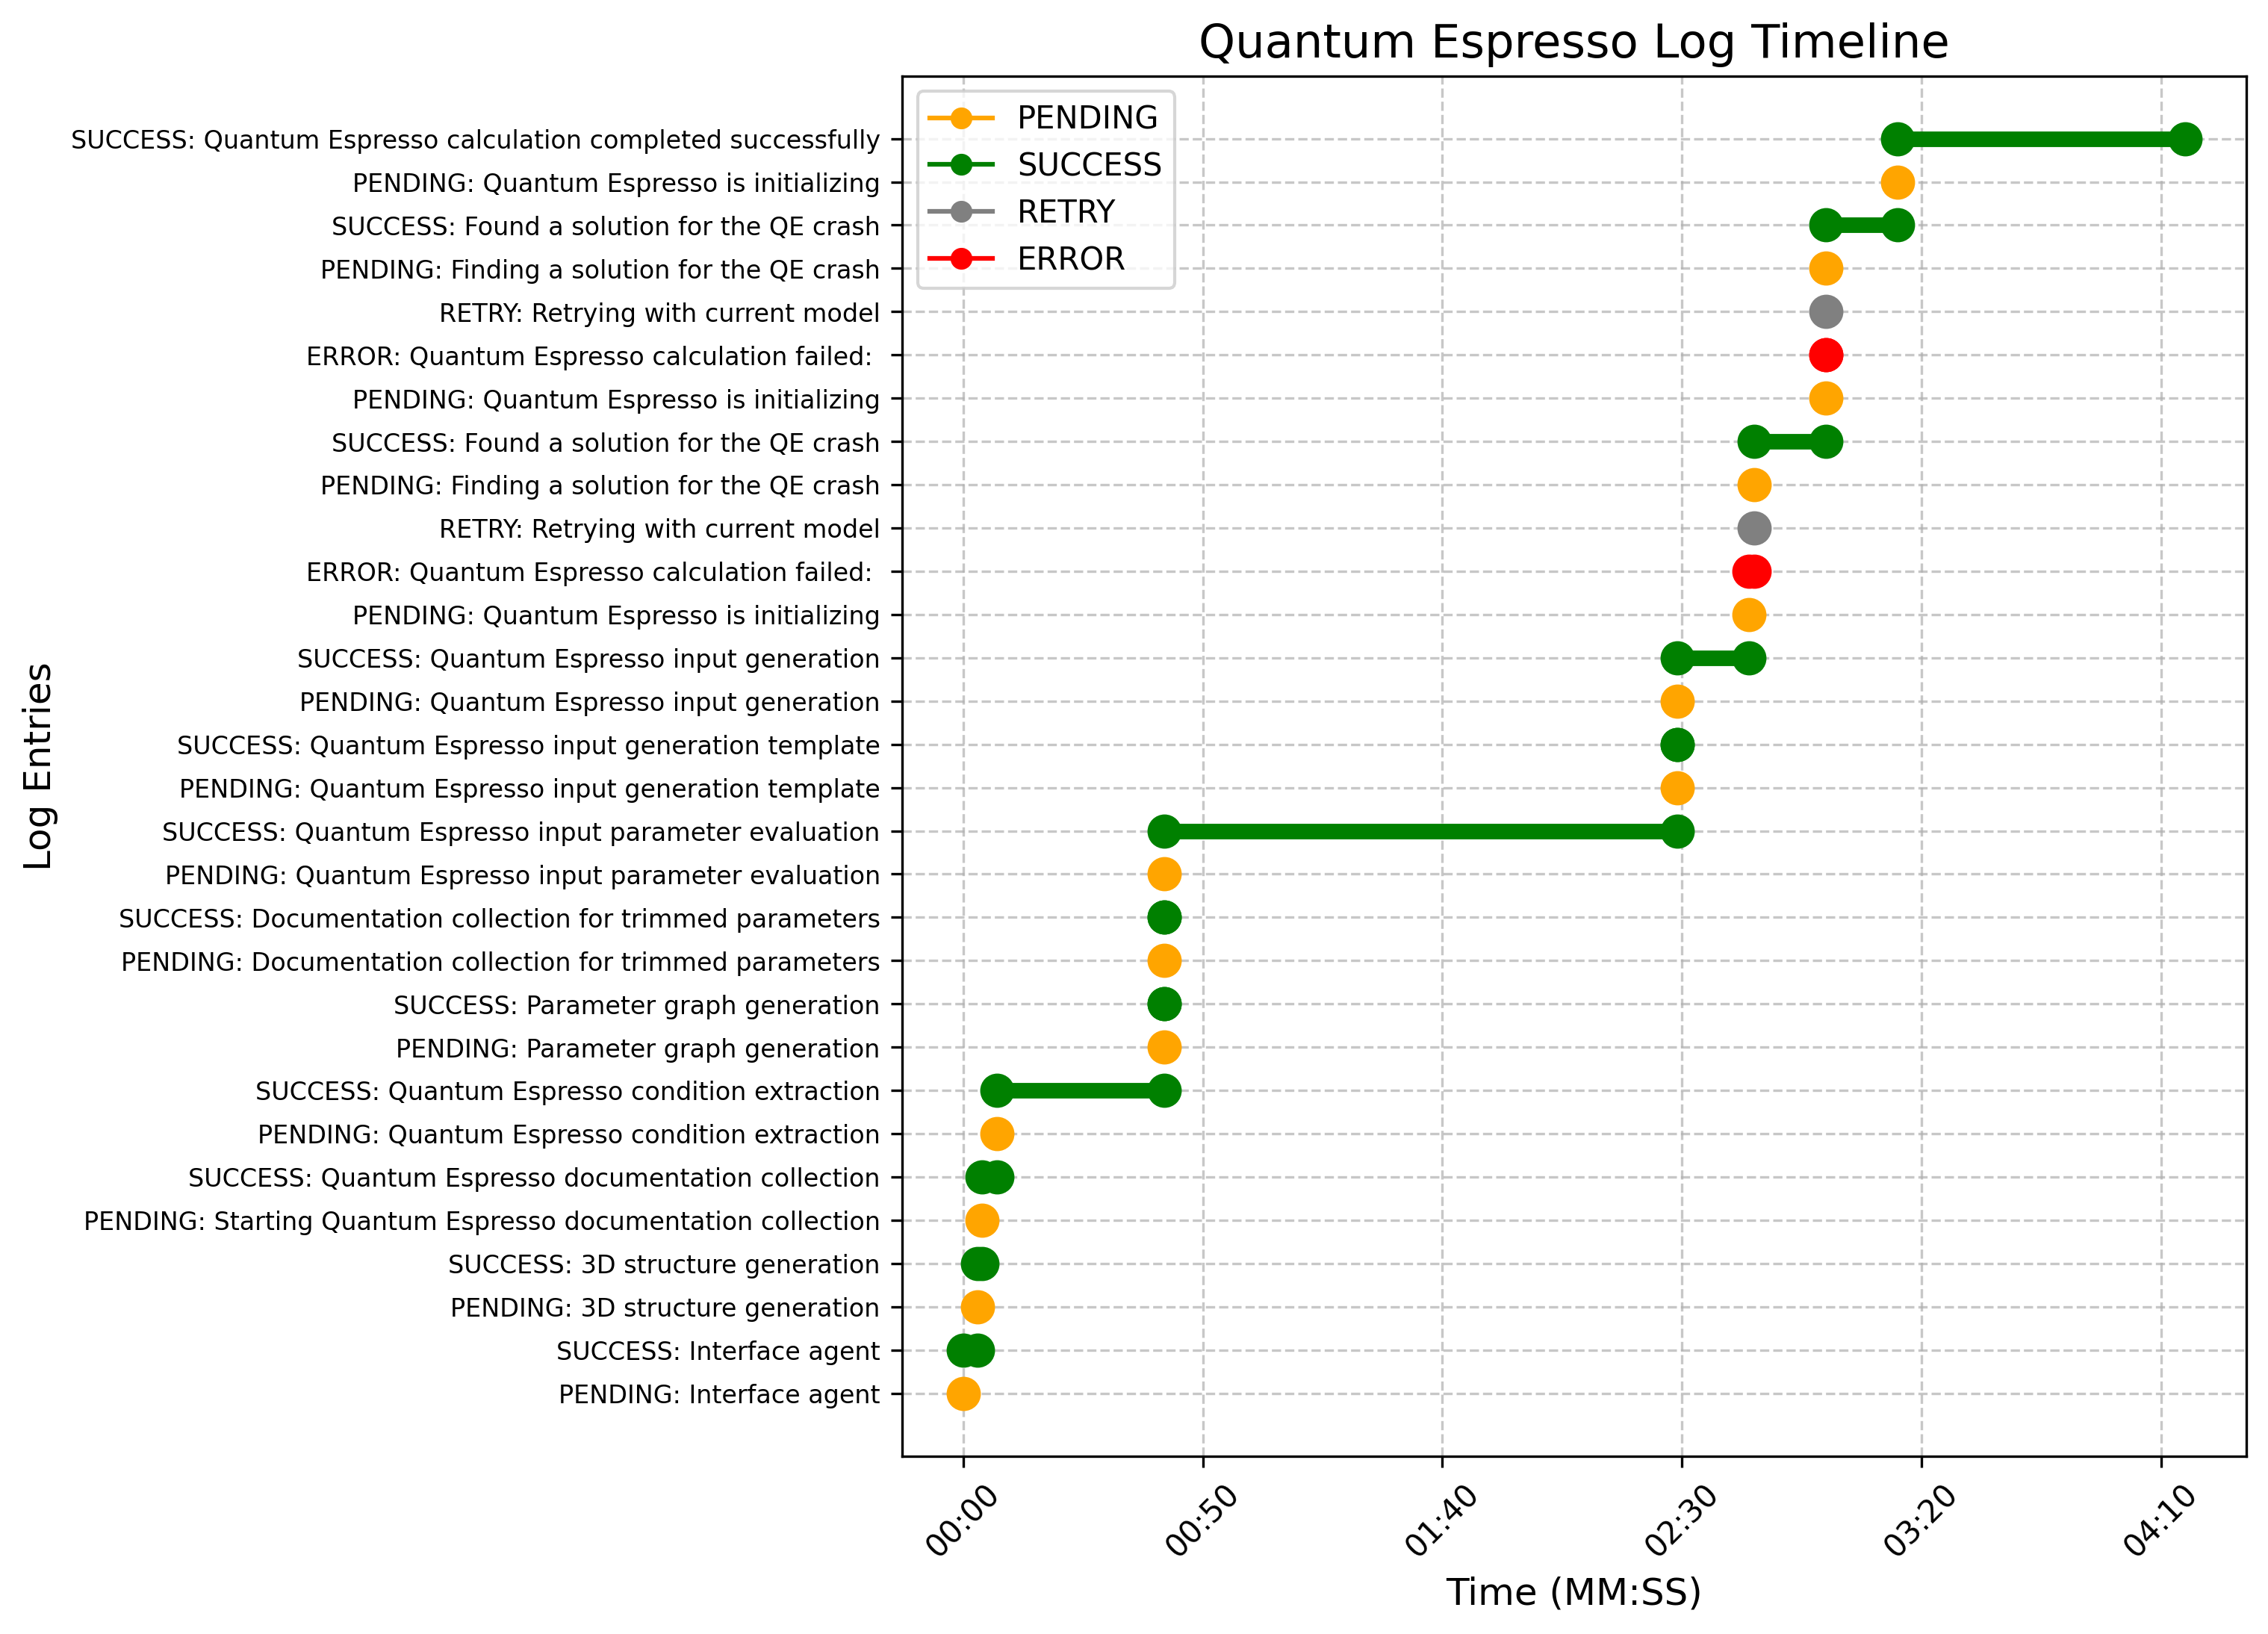 Quantum Espresso Log Timeline
PENDING
SUCCESS
RETRY
ERROR
Log Entries
SUCCESS: Quantum Espresso calculation completed successfully
PENDING: Quantum Espresso is initializing
SUCCESS: Found a solution for the QE crash
PENDING: Finding a solution for the QE crash
RETRY: Retrying with current model
ERROR: Quantum Espresso calculation failed:
PENDING: Quantum Espresso is initializing
SUCCESS: Found a solution for the QE crash
PENDING: Finding a solution for the QE crash
RETRY: Retrying with current model
ERROR: Quantum Espresso calculation failed:
PENDING: Quantum Espresso is initializing
SUCCESS: Quantum Espresso input generation
PENDING: Quantum Espresso input generation
SUCCESS: Quantum Espresso input generation template
PENDING: Quantum Espresso input generation template
SUCCESS: Quantum Espresso input parameter evaluation
PENDING: Quantum Espresso input parameter evaluation
SUCCESS: Documentation collection for trimmed parameters
PENDING: Documentation collection for trimmed parameters
SUCCESS: Parameter graph generation
PENDING: Parameter graph generation
SUCCESS: Quantum Espresso condition extraction
PENDING: Quantum Espresso condition extraction
SUCCESS: Quantum Espresso documentation collection
PENDING: Starting Quantum Espresso documentation collection
SUCCESS: 3D structure generation
PENDING: 3D structure generation
SUCCESS: Interface agent
PENDING: Interface agent
00:00
00:50
01:40
02:30
03:20
04:10
Time (MM:SS)